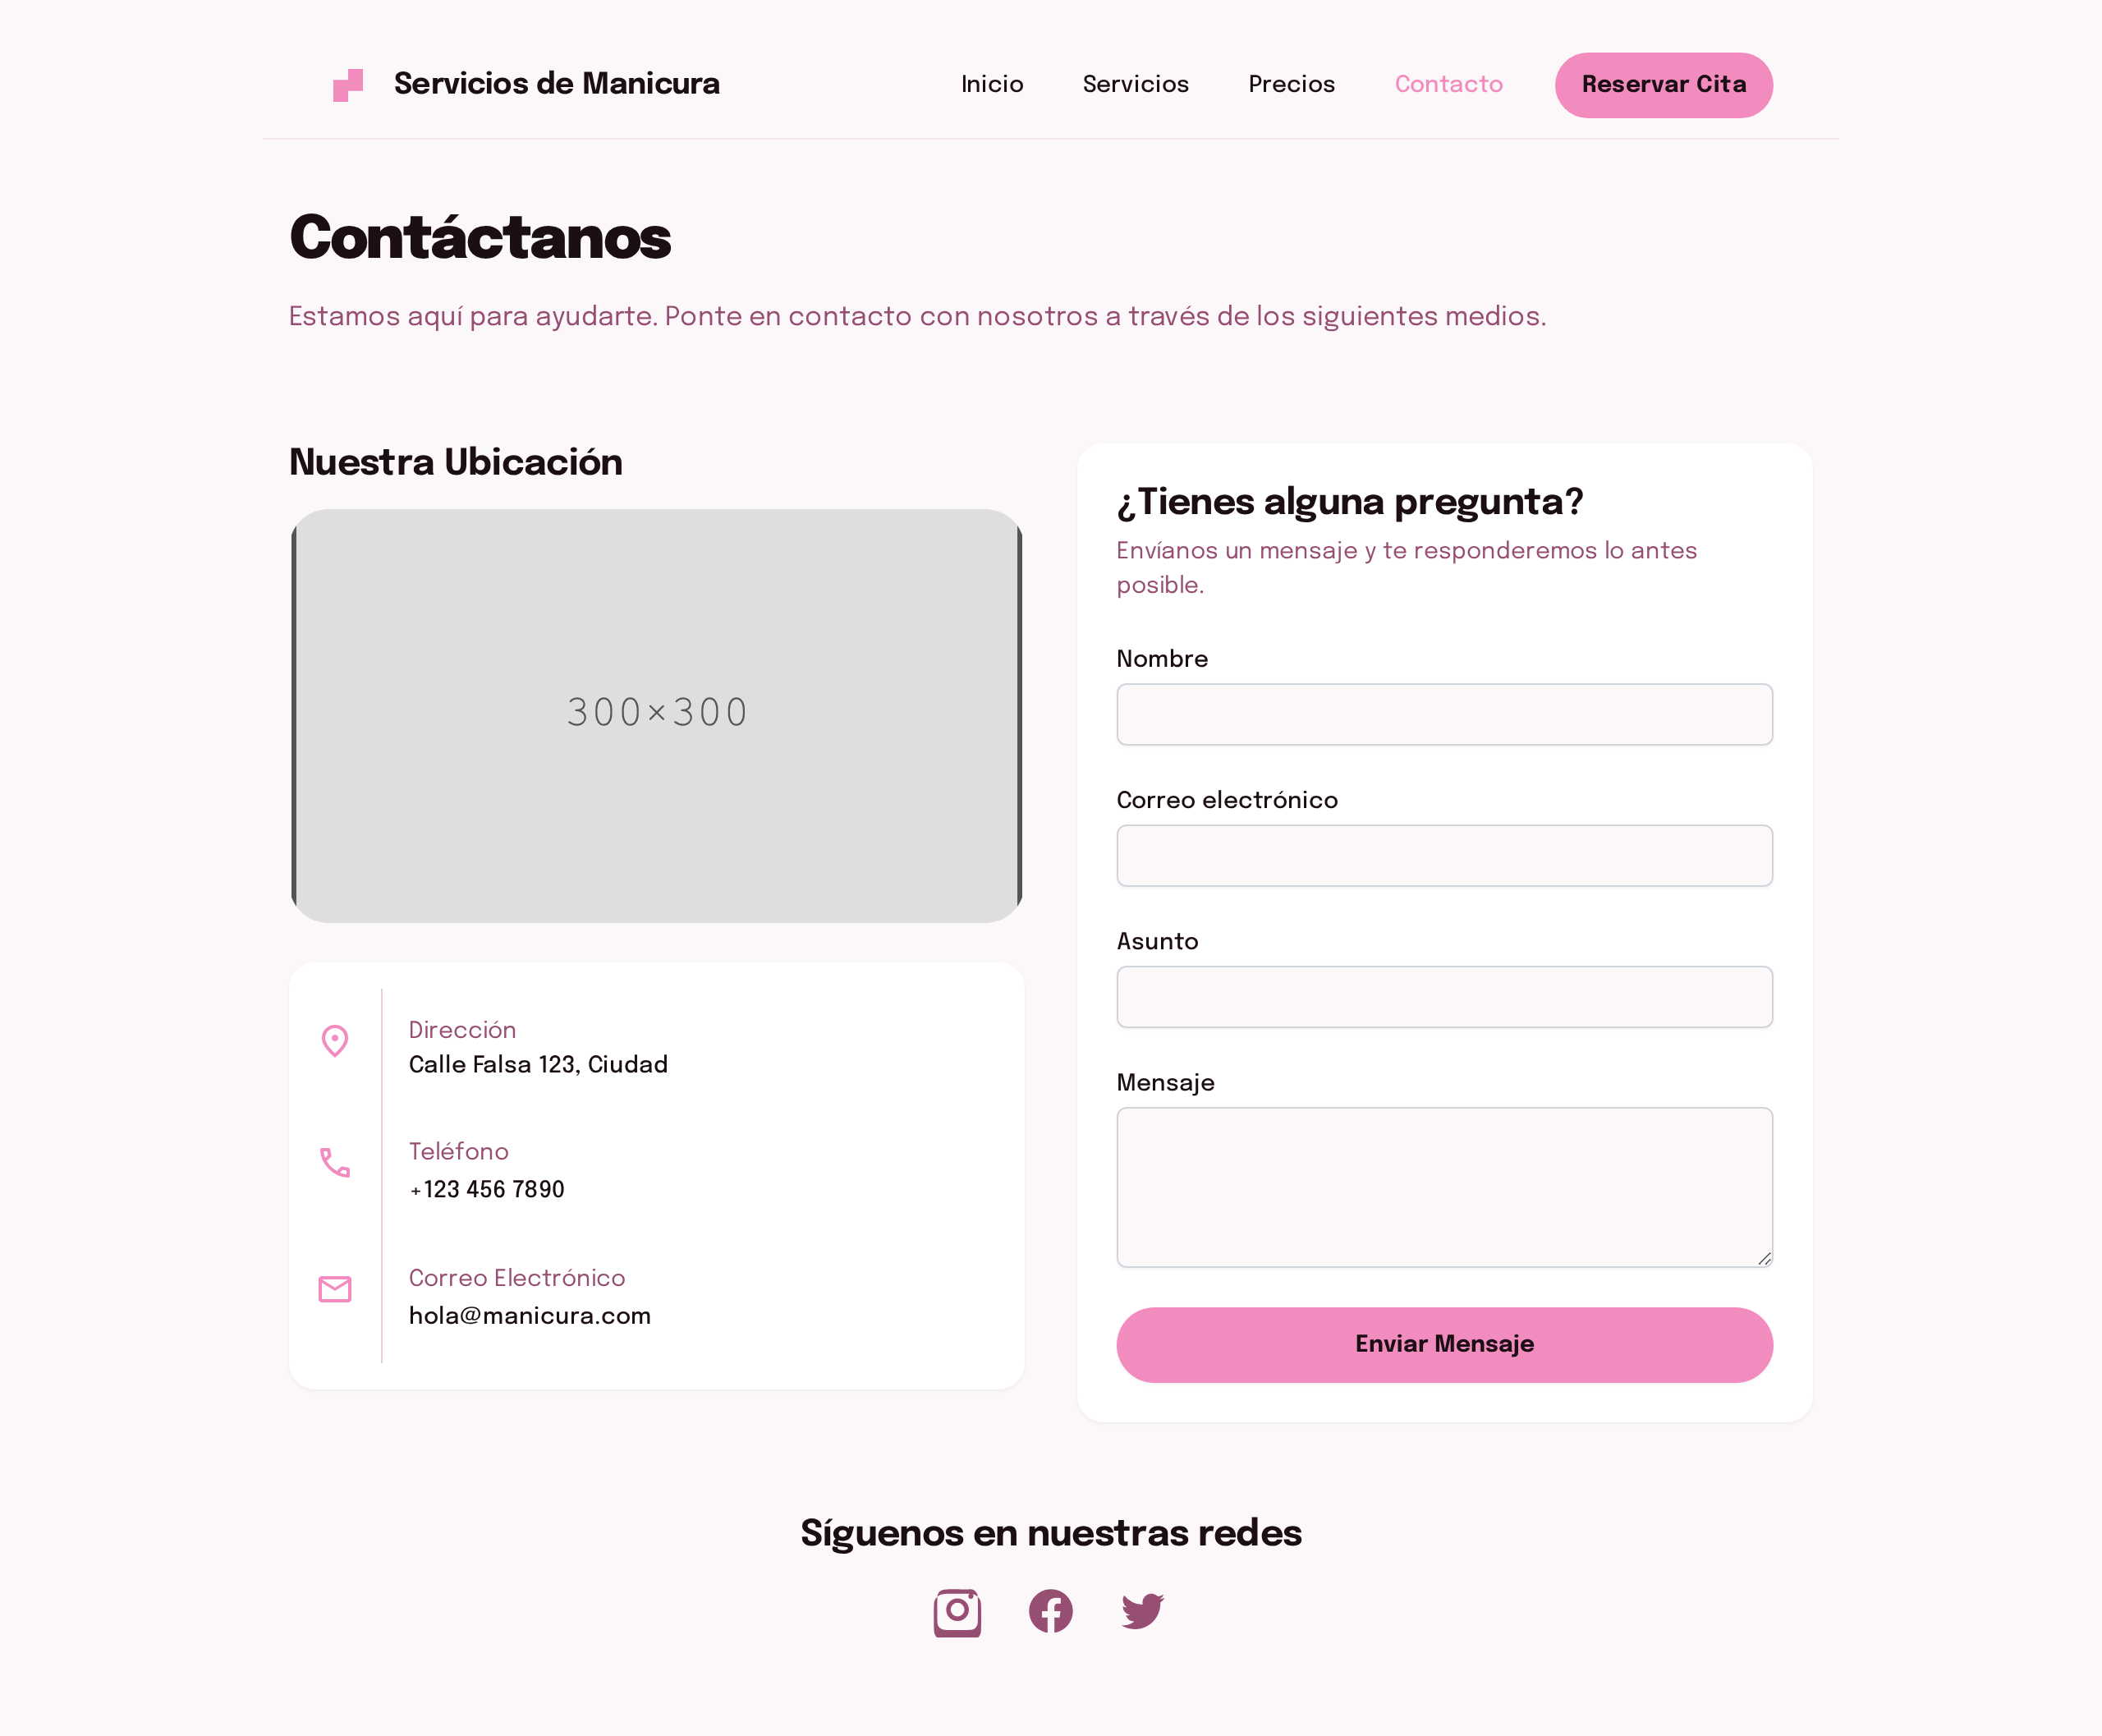 Servicios de Manicura
Inicio
Servicios
Precios
Contacto
Reservar Cita
Contáctanos
Estamos aquí para ayudarte. Ponte en contacto con nosotros a través de los siguientes medios.
Nuestra Ubicación
300×300
Dirección
Calle Falsa 123, Ciudad
Teléfono
+123 456 7890
Correo Electrónico
hola@manicura.com
¿Tienes alguna pregunta?
Envíanos un mensaje y te responderemos lo antes
posible.
Nombre
Correo electrónico
Asunto
Mensaje
Enviar Mensaje
Síguenos en nuestras redes